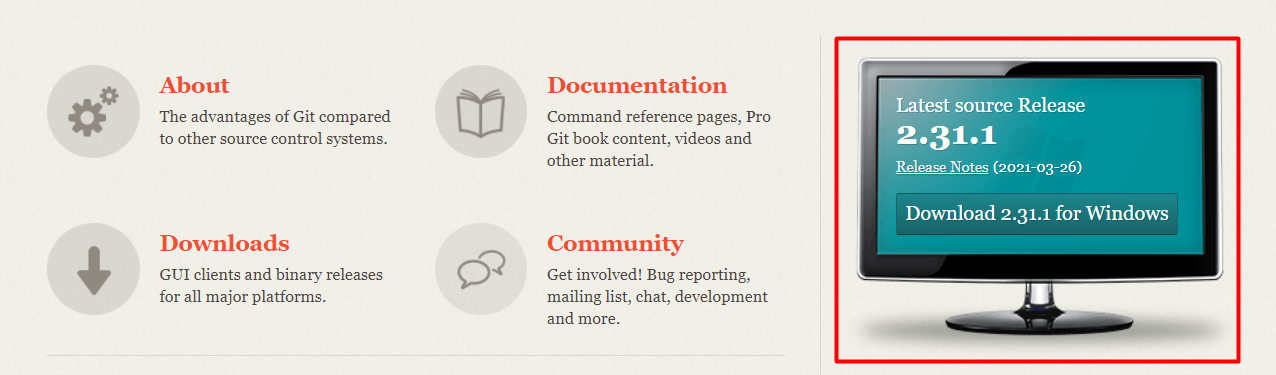 About
The advantages of Git compared
to other source control systems.
Documentation
Command reference pages, Pro
Git book content, videos and
other material.
Downloads
GUI clients and binary releases
for all major platforms.
Community
Get involved! Bug reporting,
mailing list, chat, development
and more.
Latest source Release
2.31.1
Release Notes (2021-03-26)
Download 2.31.1 for Windows